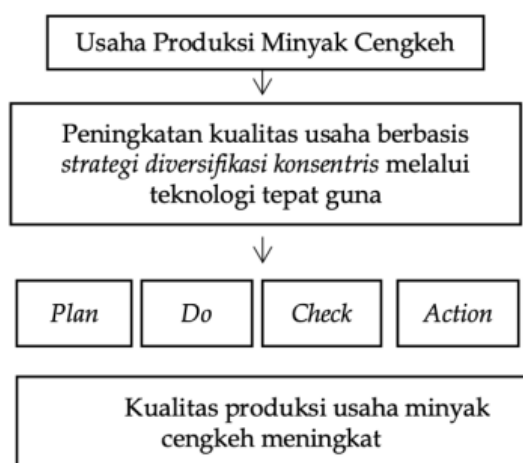 Usaha Produksi Minyak Cengkeh
Peningkatan kualitas usaha berbasis
strategi diversifikasi konsentris melalui
teknologi tepat guna
Plan Do Check Action
Kualitas produksi usaha minyak
cengkeh meningkat